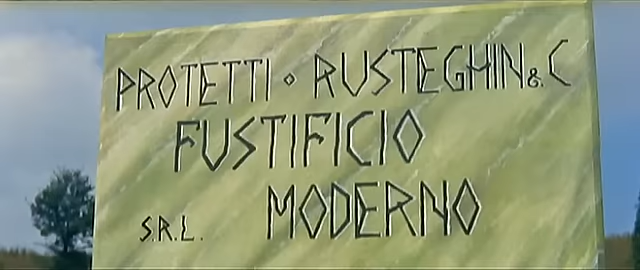 PROTETTI · RUSTEGHIN & C
FUSTIFICIO
MODERNO
S.R.L.